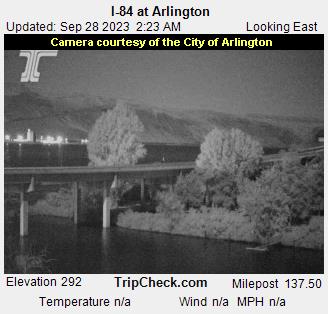 I-84 at Arlington
Updated: Sep 28 2023 2:23 AM Looking East
Camera courtesy of the City of Arlington
Elevation 292 TripCheck.com Milepost 137.50
Temperature n/a Wind n/a MPH n/a